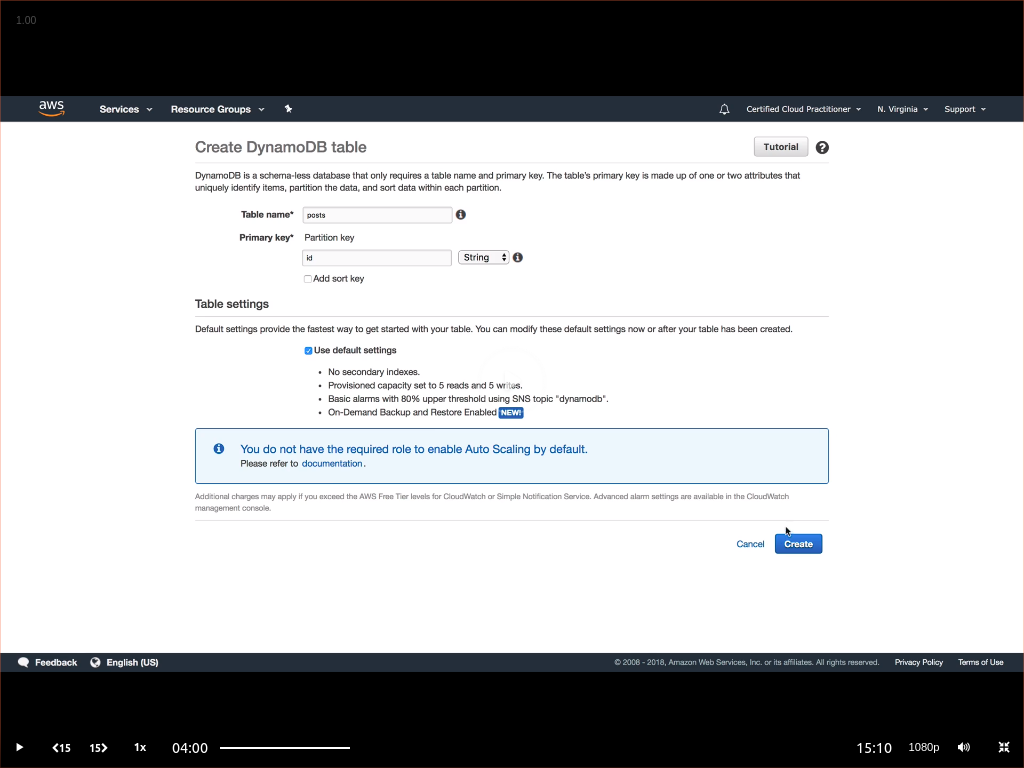 1.00
aws Services Resource Groups Certified Cloud Practitioner N. Virginia Support
Create DynamoDB table Tutorial ?
DynamoDB is a schema-less database that only requires a table name and primary key. The table's primary key is made up of one or two attributes that
uniquely identify items, partition the data, and sort data within each partition.
Table name* posts
Primary key* Partition key
id String
Add sort key
Table settings
Default settings provide the fastest way to get started with your table. You can modify these default settings now or after your table has been created.
Use default settings
• No secondary indexes.
• Provisioned capacity set to 5 reads and 5 writes.
• Basic alarms with 80% upper threshold using SNS topic "dynamodb".
• On-Demand Backup and Restore Enabled NEW!
You do not have the required role to enable Auto Scaling by default.
Please refer to documentation.
Additional charges may apply if you exceed the AWS Free Tier levels for CloudWatch or Simple Notification Service. Advanced alarm settings are available in the CloudWatch
management console.
Cancel Create
Feedback English (US) © 2008 - 2018, Amazon Web Services, Inc. or its affiliates. All rights reserved. Privacy Policy Terms of Use
15 15 1x 04:00 15:10 1080p